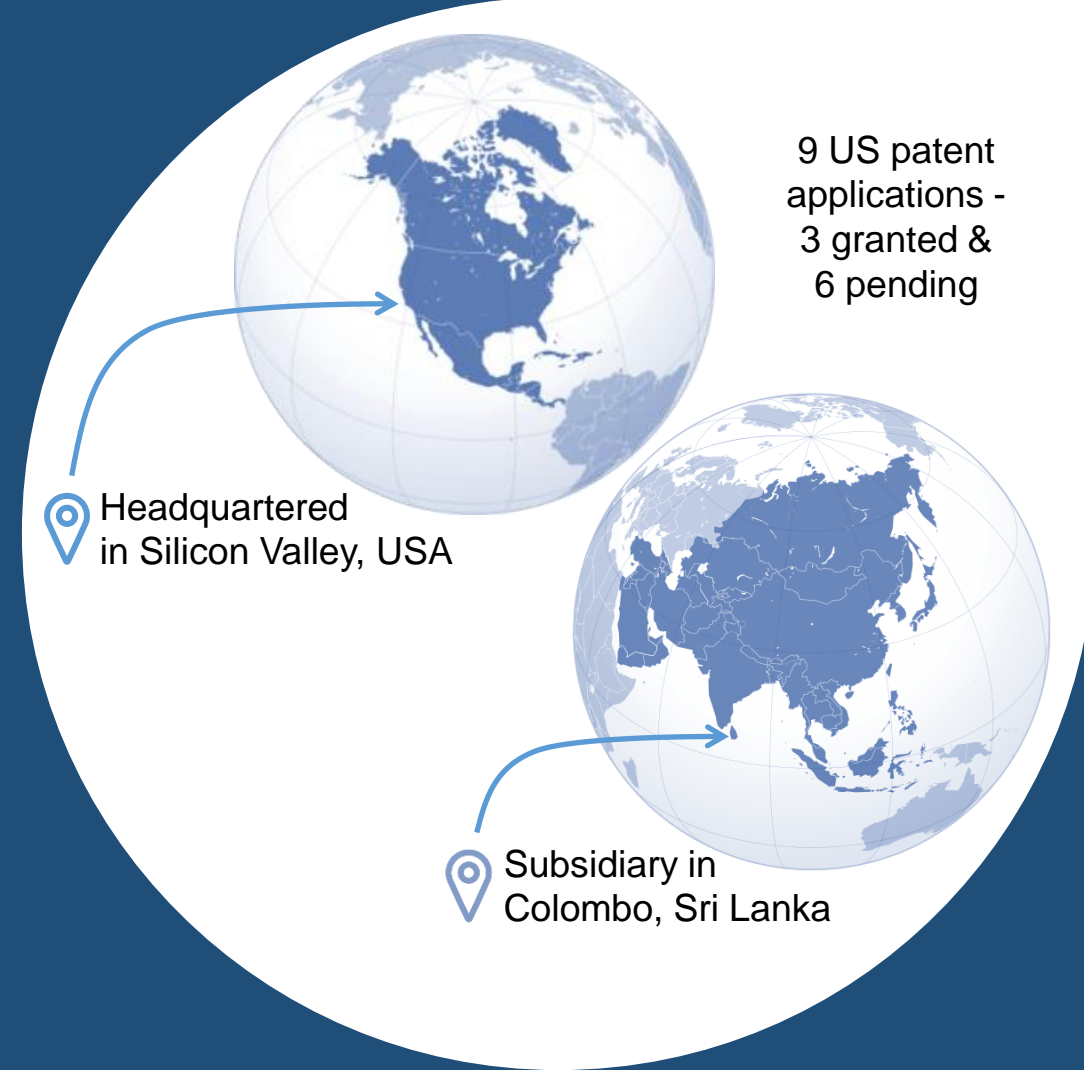 9 US patent
applications -
3 granted &
6 pending
Headquartered
in Silicon Valley, USA
Subsidiary in
Colombo, Sri Lanka